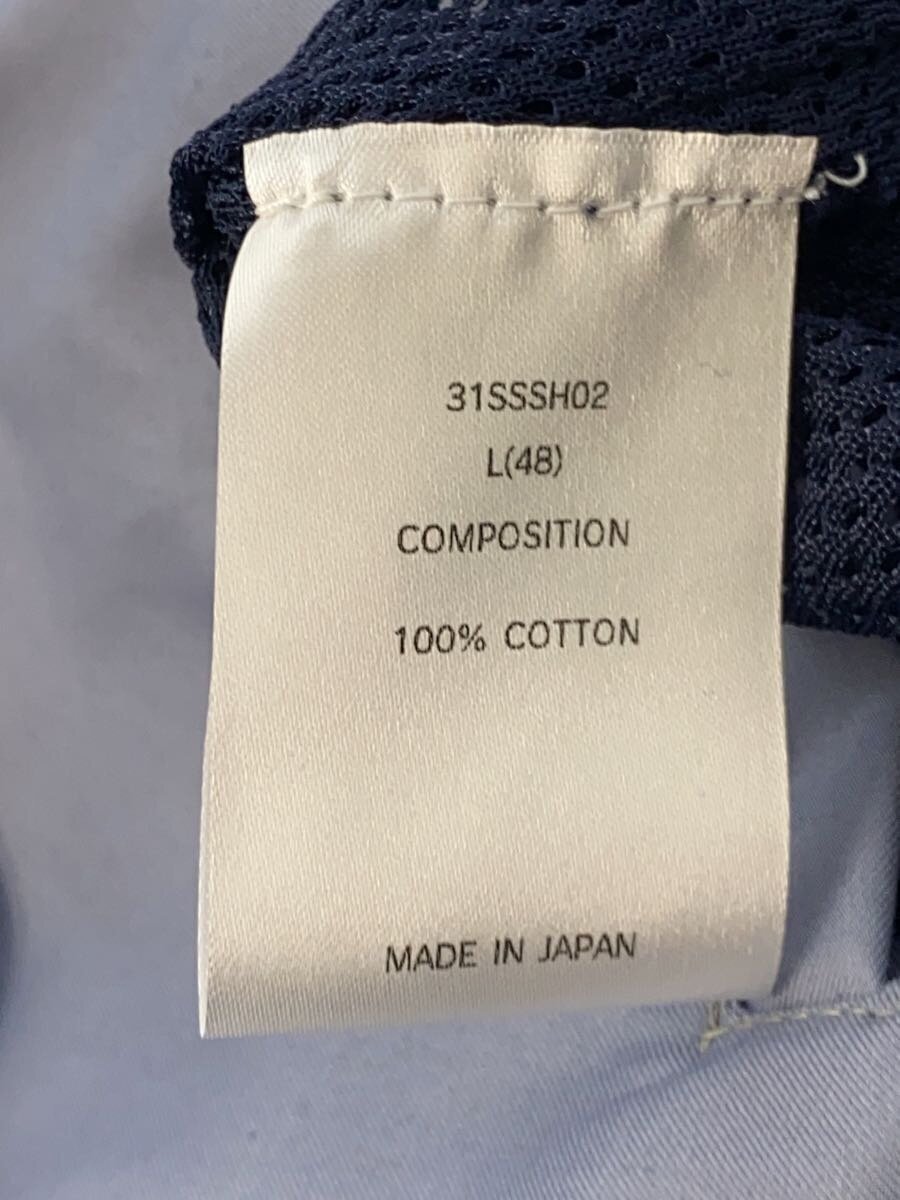 31SSSH02
L(48)
COMPOSITION
100% COTTON
MADE IN JAPAN